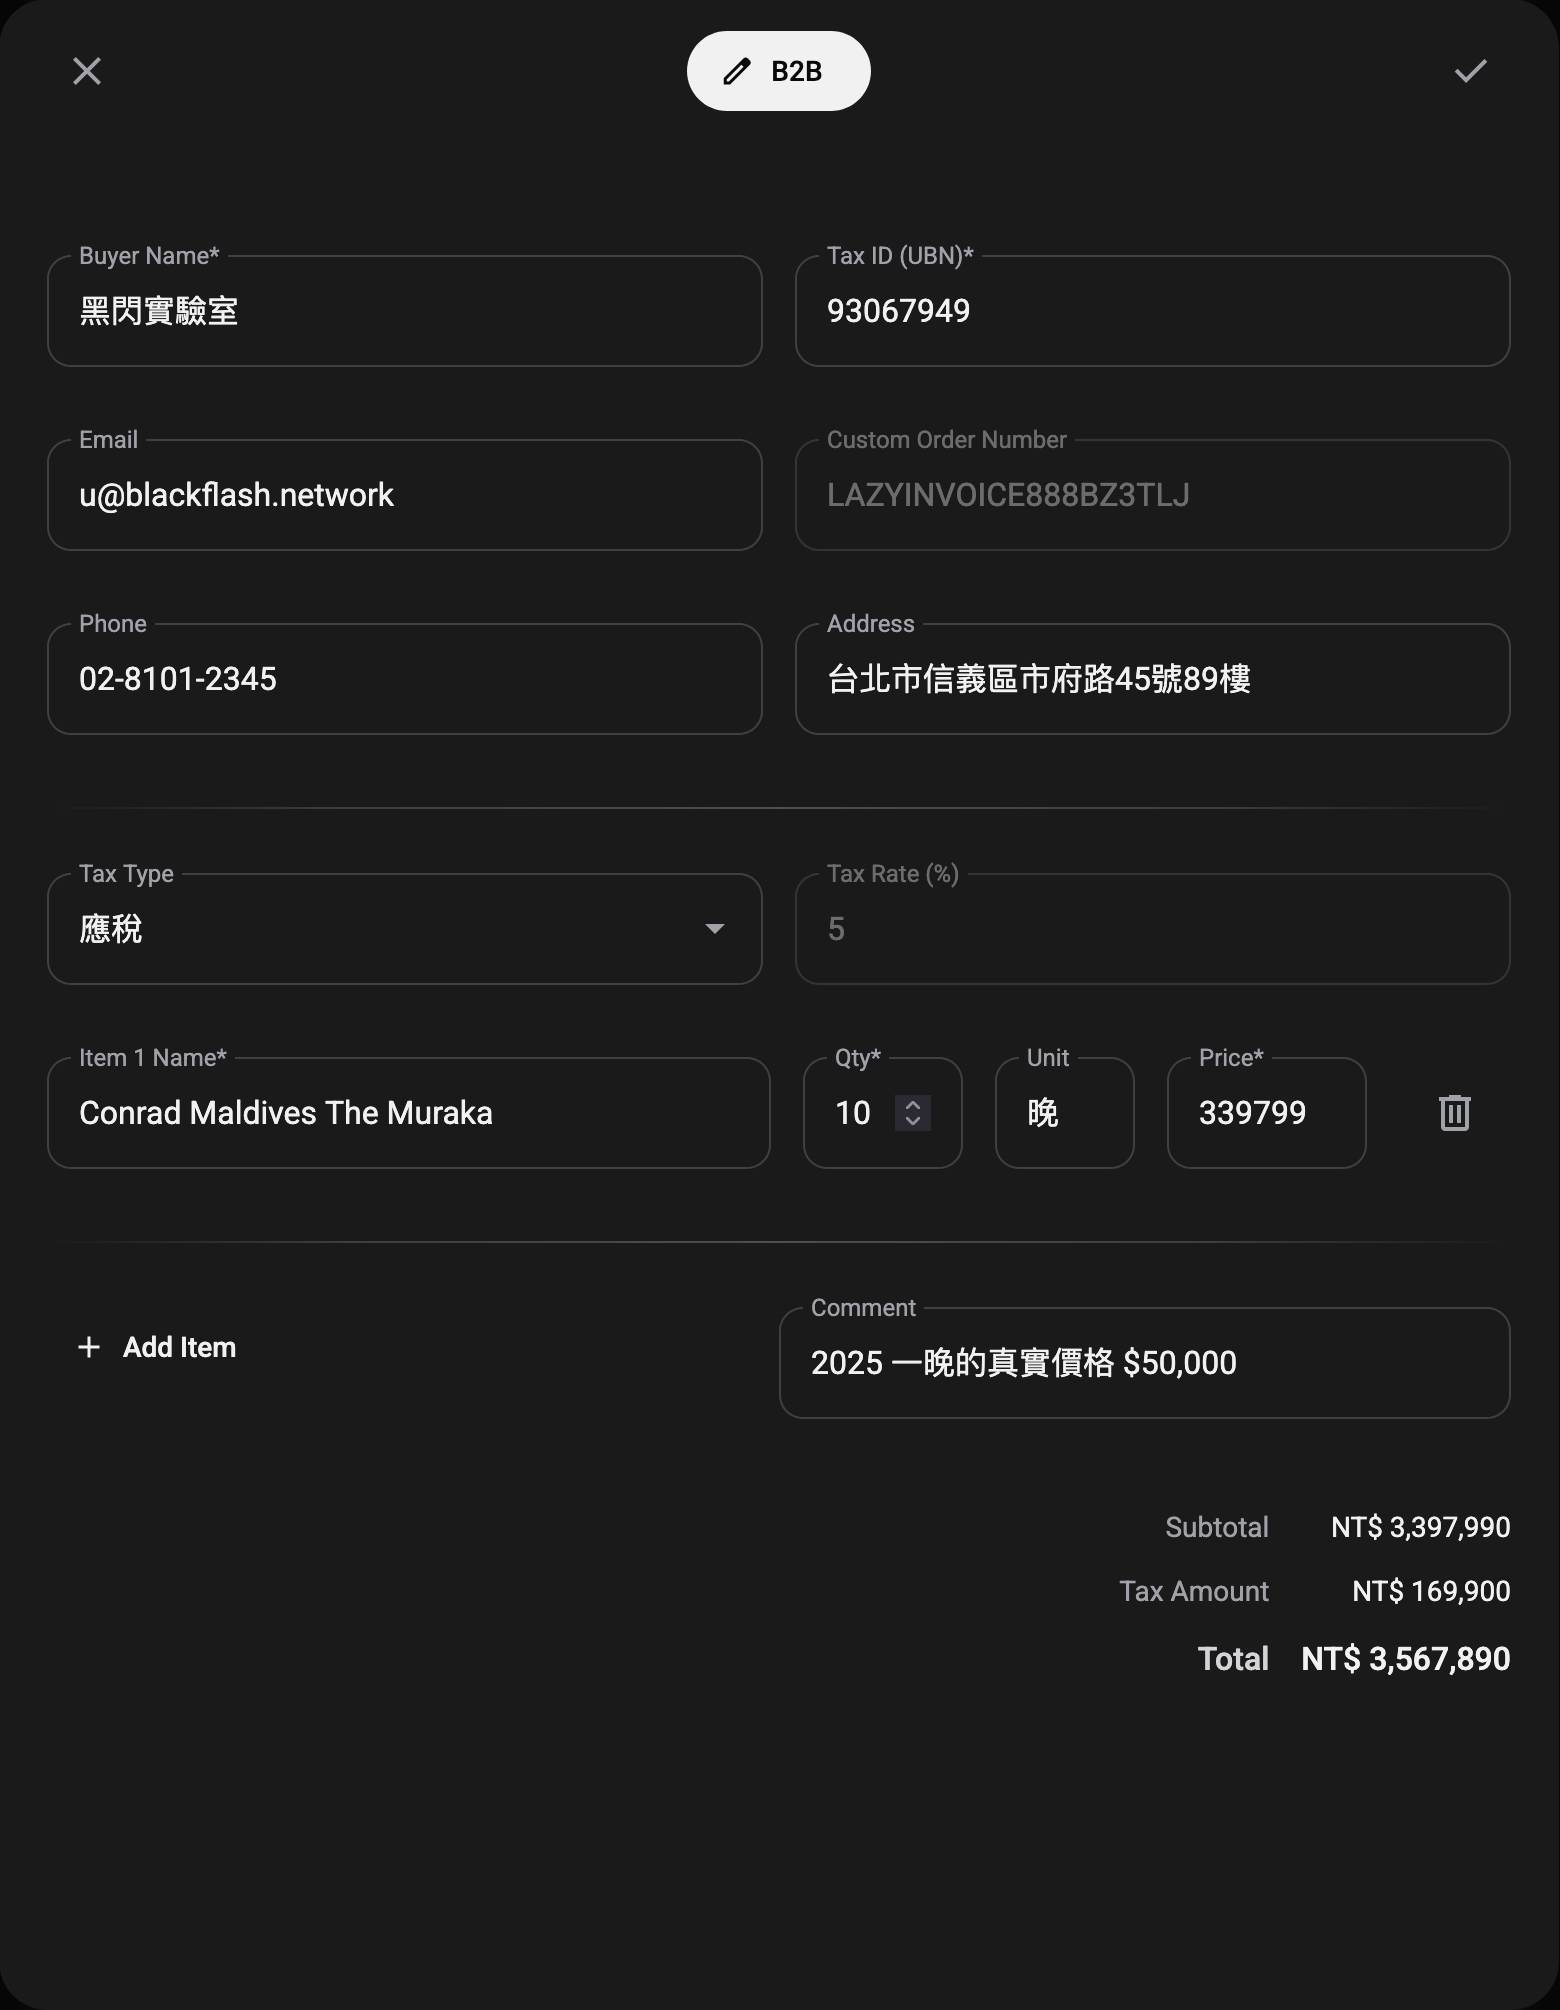 B2B
Buyer Name*
黑閃實驗室
Tax ID (UBN)*
93067949
Email
u@blackflash.network
Custom Order Number
LAZYINVOICE888BZ3TLJ
Phone
02-8101-2345
Address
台北市信義區市府路45號89樓
Tax Type
應稅
Tax Rate (%)
5
Item 1 Name*
Conrad Maldives The Muraka
Qty*
10
Unit
晚
Price*
339799
Add Item
Comment
2025 一晚的真實價格 $50,000
Subtotal NT$ 3,397,990
Tax Amount NT$ 169,900
Total NT$ 3,567,890